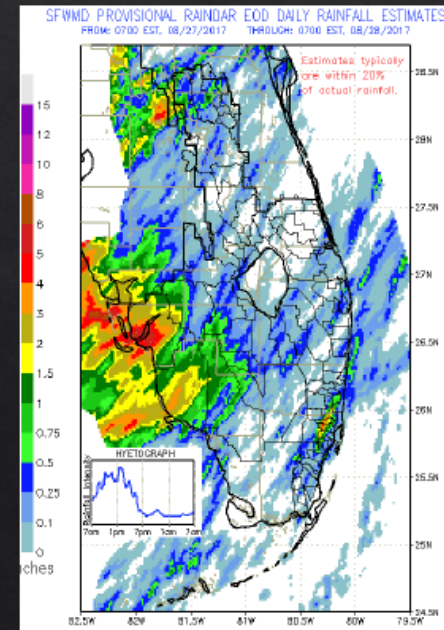 SFWMD PROVISIONAL RAINDAR EOD DAILY RAINFALL ESTIMATES
FROM: 0700 EST, 08/27/2017 THROUGH: 0700 EST, 08/28/2017
Estimates typically
are within 20%
of actual rainfall.
15
12
10
8
6
5
4
3
2
1.5
1
0.75
0.5
0.25
0.1
0
ches
28.5N
28N
27.5N
27N
26.5N
26N
25.5N
25N
24.5N
HYETOGRAPH
Rainfall Intensity
7am 1pm 7pm 1am 7am
82.5W 82W 81.5W 81W 80.5W 80W 79.5W